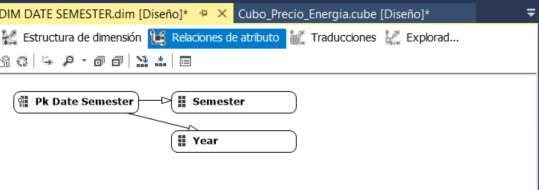 DIM DATE SEMESTER.dim [Diseño]* Cubo_Precio_Energia.cube [Diseño]*
Estructura de dimensión Relaciones de atributo Traducciones Explorad...
Pk Date Semester Semester
Year